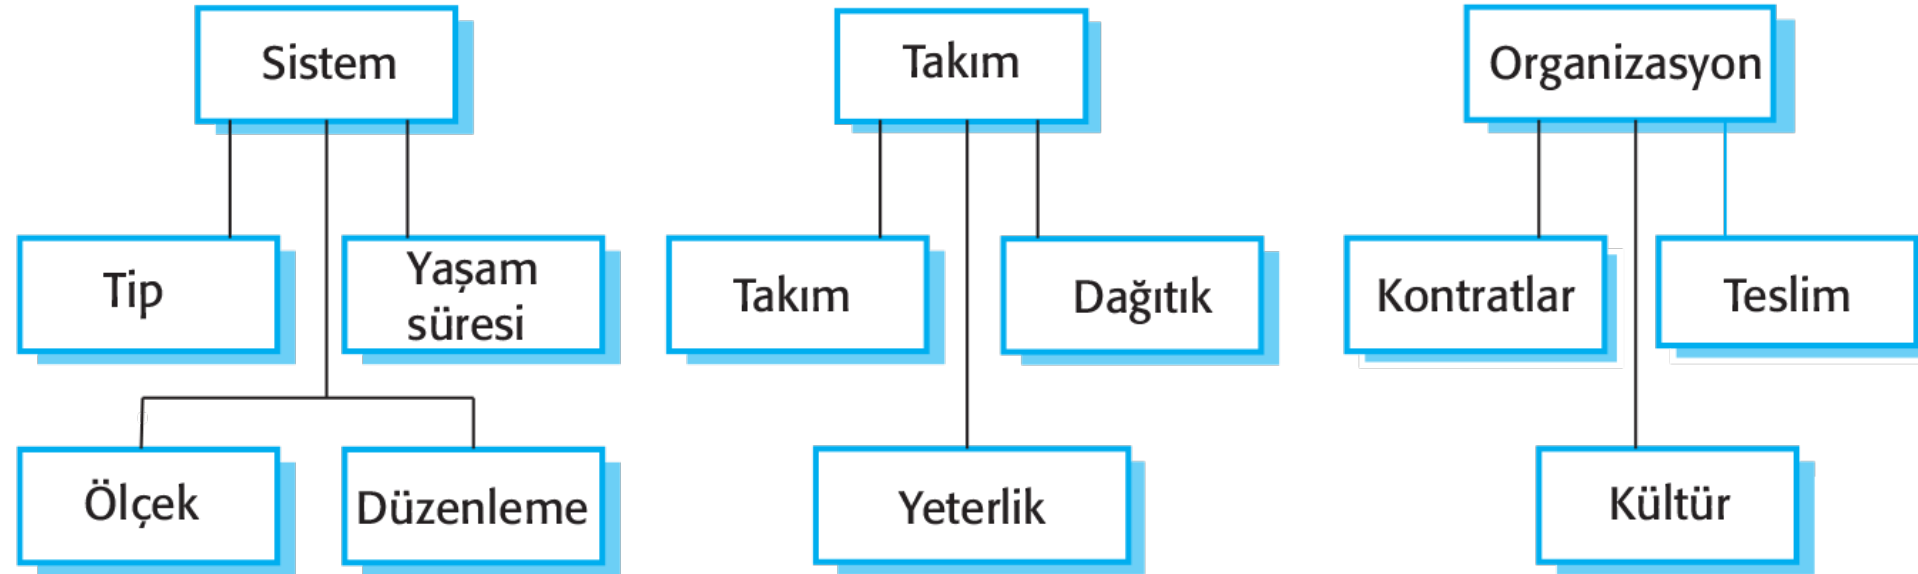 Sistem
Takım
Organizasyon
Tip
Yaşam
süresi
Takım
Dağıtık
Kontratlar
Teslim
Ölçek
Düzenleme
Yeterlik
Kültür